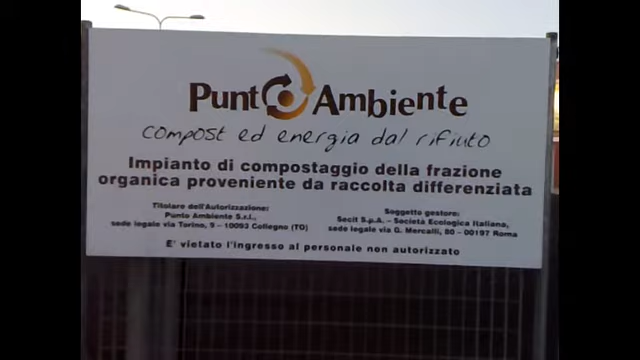 Punto Ambiente
compost ed energia dal rifiuto
Impianto di compostaggio della frazione
organica proveniente da raccolta differenziata
Titolare dell'Autorizzazione:
Punto Ambiente S.r.l.,
sede legale via Torino, 9 - 10093 Collegno (TO)
Soggetto gestore:
Secit S.p.A. - Società Ecologica Italiana,
sede legale via G. Mercalli, 80 - 00197 Roma
E' vietato l'ingresso al personale non autorizzato